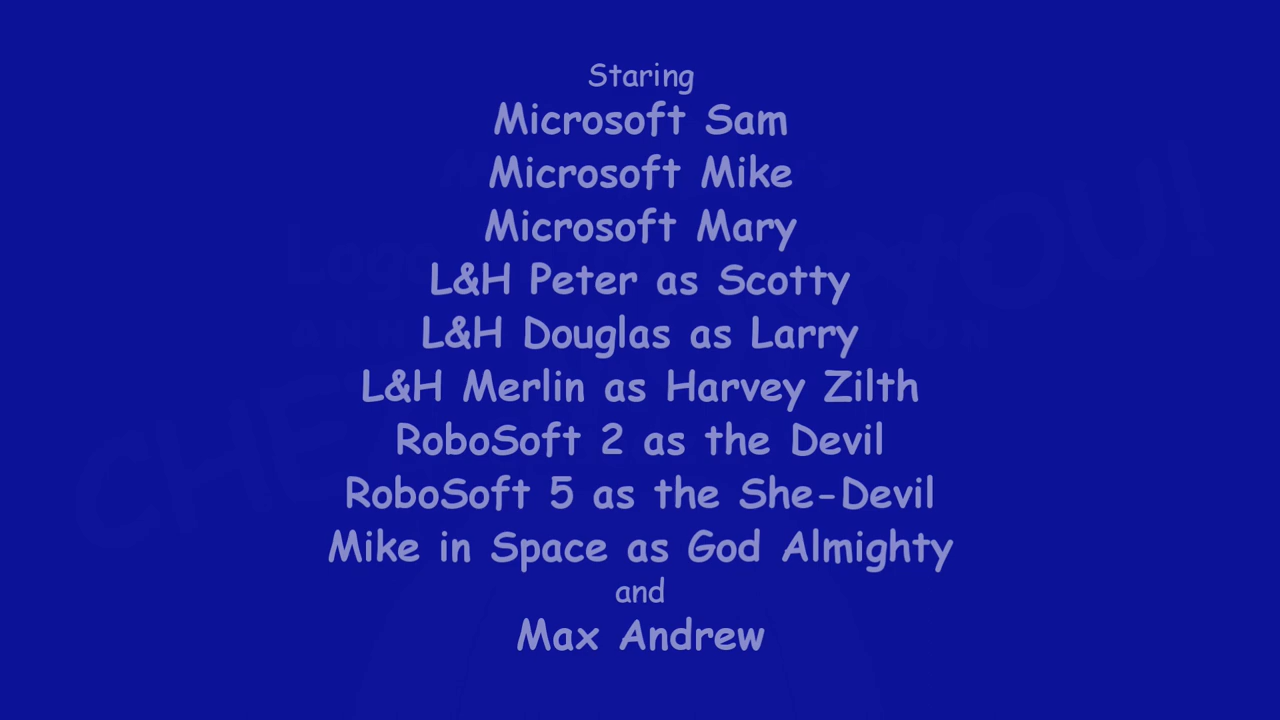 Staring
Microsoft Sam
Microsoft Mike
Microsoft Mary
L&H Peter as Scotty
L&H Douglas as Larry
L&H Merlin as Harvey Zilth
RoboSoft 2 as the Devil
RoboSoft 5 as the She-Devil
Mike in Space as God Almighty
and
Max Andrew